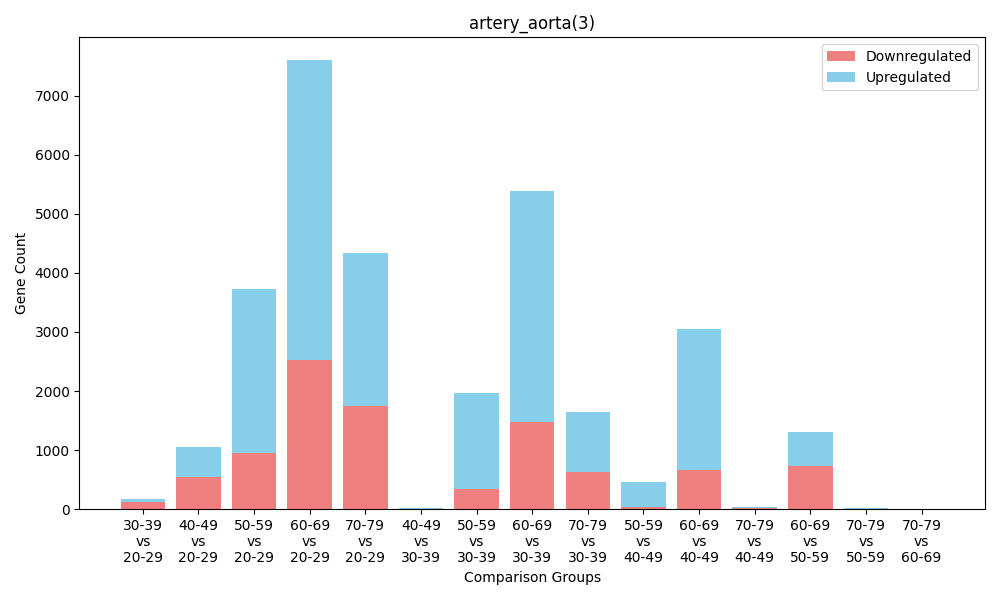 artery_aorta(3)
Downregulated
Upregulated
Gene Count
7000
6000
5000
4000
3000
2000
1000
0
30-39 40-49 50-59 60-69 70-79 40-49 50-59 60-69 70-79 50-59 60-69 70-79 60-69 70-79 70-79
vs vs vs vs vs vs vs vs vs vs vs vs vs vs vs
20-29 20-29 20-29 20-29 20-29 30-39 30-39 30-39 30-39 40-49 40-49 40-49 50-59 50-59 60-69
Comparison Groups